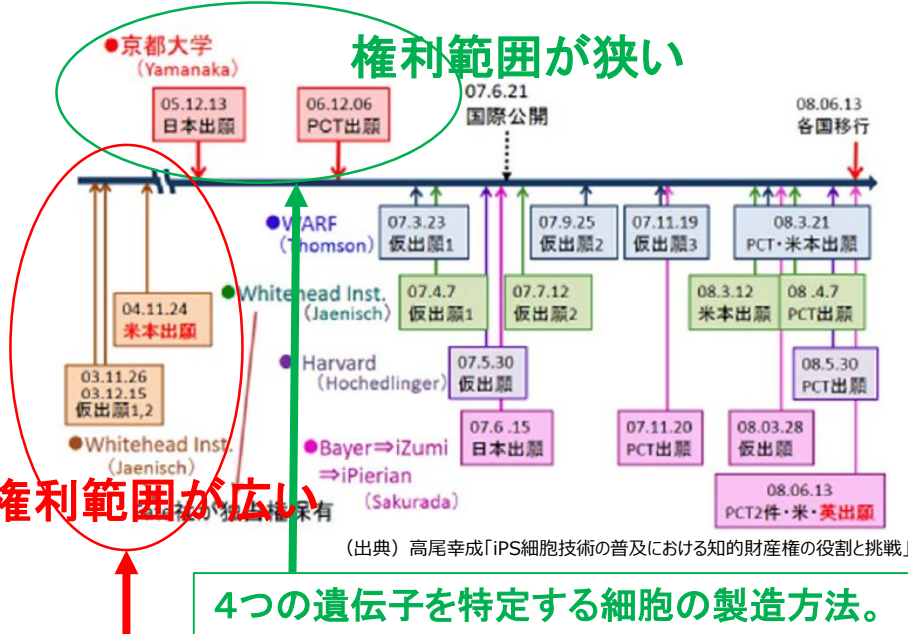 ●京都大学
(Yamanaka)
権利範囲が狭い
05.12.13
日本出願
06.12.06
PCT出願
07.6.21
国際公開
08.06.13
各国移行
●WARF
(Thomson)
07.3.23
仮出願1
07.9.25
仮出願2
07.11.19
仮出願3
08.3.21
PCT・米本出願
●Whitehead Inst.
(Jaenisch)
07.4.7
仮出願1
07.7.12
仮出願2
08.3.12
米本出願
08.4.7
PCT出願
04.11.24
米本出願
●Harvard
(Hochedlinger)
07.5.30
仮出願
08.5.30
PCT出願
03.11.26
03.12.15
仮出願1,2
●Whitehead Inst.
(Jaenisch)
●Bayer⇒iZumi
⇒iPierian
(Sakurada)
07.6.15
日本出願
07.11.20
PCT出願
08.03.28
仮出願
08.06.13
PCT2件・米・英出願
権利範囲が広い
保有
(出典)高尾幸成「iPS細胞技術の普及における知的財産権の役割と挑戦」
4つの遺伝子を特定する細胞の製造方法。